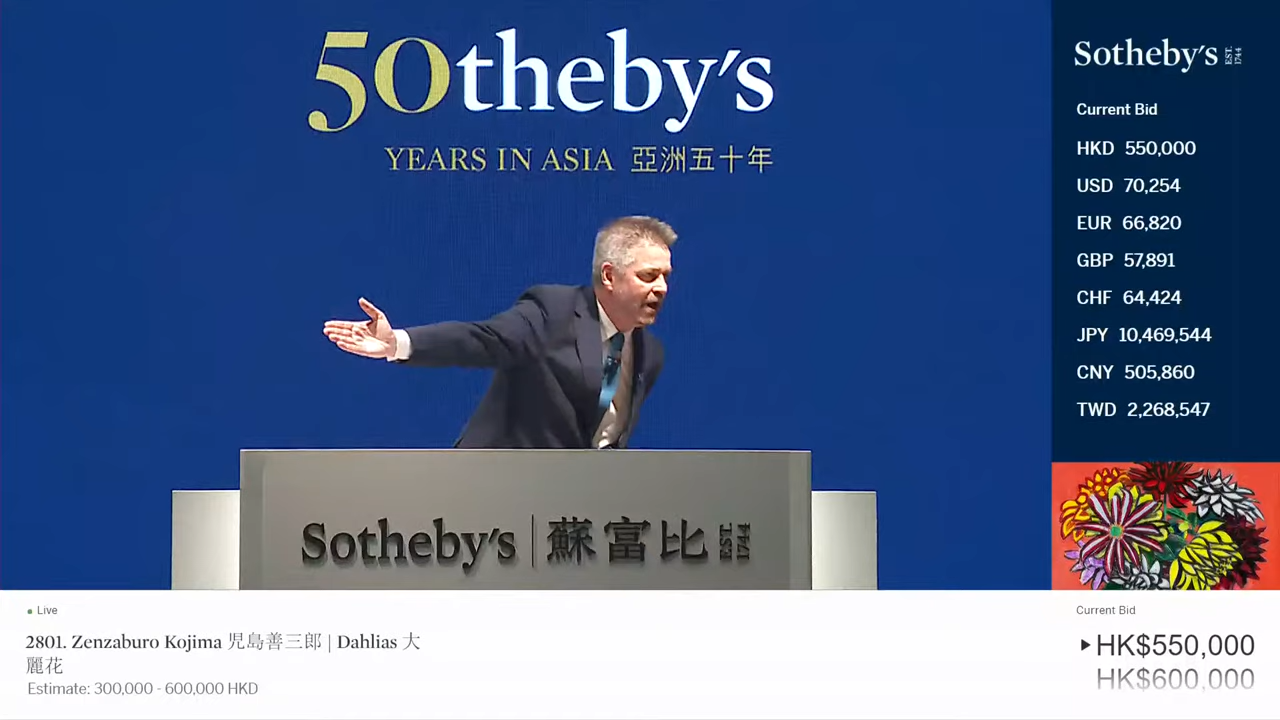 50theby's
YEARS IN ASIA 亞洲五十年
Sotheby's | 蘇富比 EST. 1744
Sotheby's EST. 1744
Current Bid
HKD 550,000
USD 70,254
EUR 66,820
GBP 57,891
CHF 64,424
JPY 10,469,544
CNY 505,860
TWD 2,268,547
• Live
2801. Zenzaburo Kojima 児島善三郎 | Dahlias 大
麗花
Estimate: 300,000 - 600,000 HKD
Current Bid
HK$550,000
HK$600,000